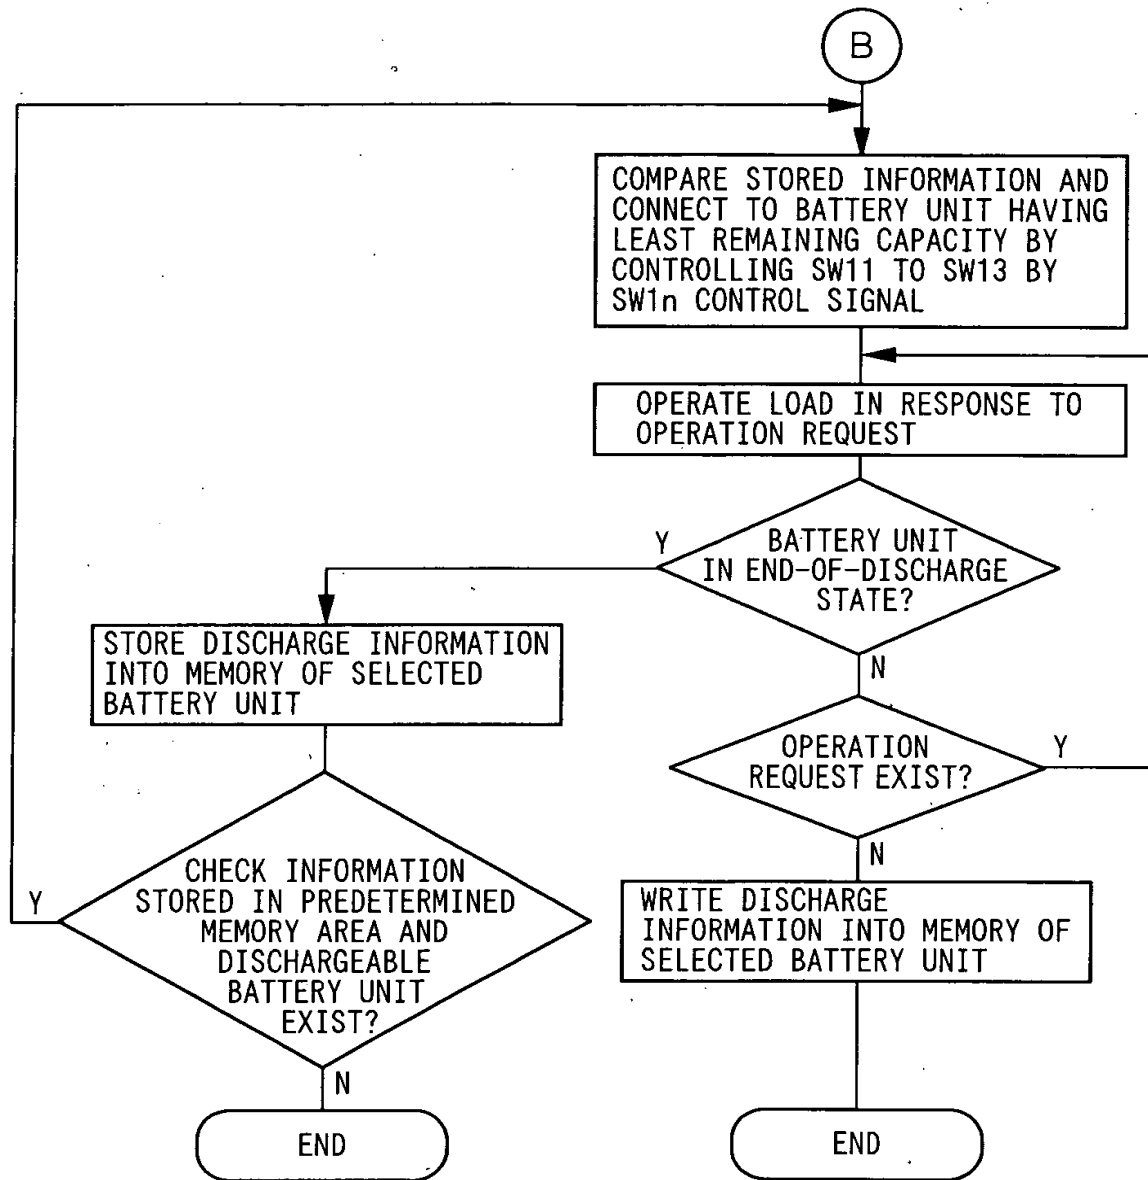 B
COMPARE STORED INFORMATION AND
CONNECT TO BATTERY UNIT HAVING
LEAST REMAINING CAPACITY BY
CONTROLLING SW11 TO SW13 BY
SW1n CONTROL SIGNAL
OPERATE LOAD IN RESPONSE TO
OPERATION REQUEST
BATTERY UNIT
IN END-OF-DISCHARGE
STATE?
Y
N
STORE DISCHARGE INFORMATION
INTO MEMORY OF SELECTED
BATTERY UNIT
OPERATION
REQUEST EXIST?
Y
N
CHECK INFORMATION
STORED IN PREDETERMINED
MEMORY AREA AND
DISCHARGEABLE
BATTERY UNIT
EXIST?
Y
N
WRITE DISCHARGE
INFORMATION INTO MEMORY OF
SELECTED BATTERY UNIT
END
END